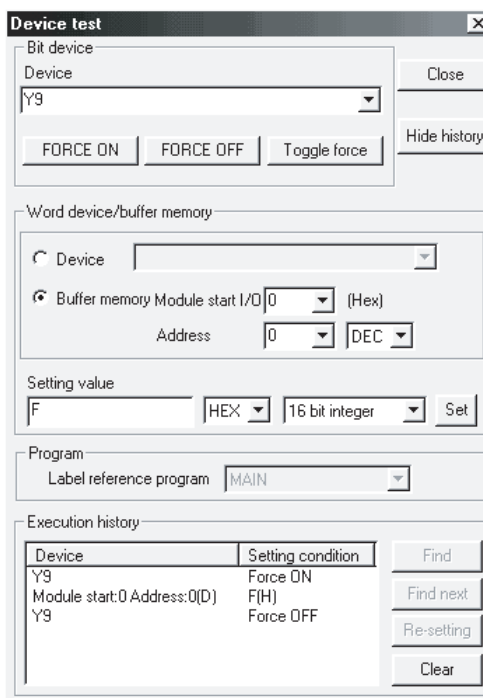 Device test
Bit device
Device
Close
Y9
Hide history
FORCE ON FORCE OFF Toggle force
Word device/buffer memory
Device
Buffer memory Module start I/O 0 (Hex)
Address 0 DEC
Setting value
F HEX 16 bit integer Set
Program
Label reference program MAIN
Execution history
Device Setting condition Find
Y9 Force ON
Module start:0 Address:0(D) F(H) Find next
Y9 Force OFF
Re-setting
Clear